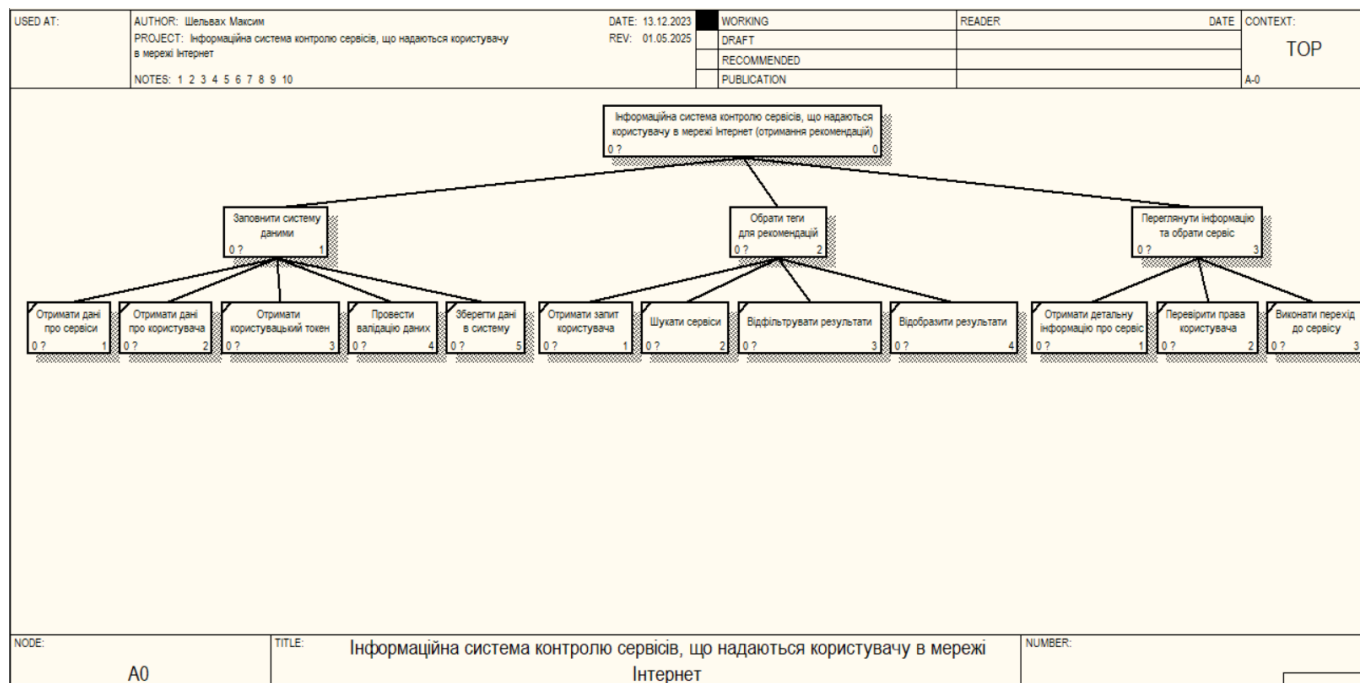 USED AT:
AUTHOR: Шельвах Максим
DATE: 13.12.2023
PROJECT: Інформаційна система контролю сервісів, що надаються користувачу
в мережі Інтернет
REV: 01.05.2025
NOTES: 1 2 3 4 5 6 7 8 9 10
WORKING
DRAFT
RECOMMENDED
PUBLICATION
READER
DATE
CONTEXT:
TOP
A-0
Інформаційна система контролю сервісів, що надаються
користувачу в мережі Інтернет (отримання рекомендацій)
0 ? 0
Заповнити систему
даними
0 ? 1
Обрати теги
для рекомендацій
0 ? 2
Переглянути інформацію
та обрати сервіс
0 ? 3
Отримати дані
про сервіси
0 ? 1
Отримати дані
про користувача
0 ? 2
Отримати
користувацький токен
0 ? 3
Провести
валідацію даних
0 ? 4
Зберегти дані
в систему
0 ? 5
Отримати запит
користувача
0 ? 1
Шукати сервіси
0 ? 2
Відфільтрувати результати
0 ? 3
Відобразити результати
0 ? 4
Отримати детальну
інформацію про сервіс
0 ? 1
Перевірити права
користувача
0 ? 2
Виконати перехід
до сервісу
0 ? 3
NODE:
A0
TITLE:
Інформаційна система контролю сервісів, що надаються користувачу в мережі
Інтернет
NUMBER: